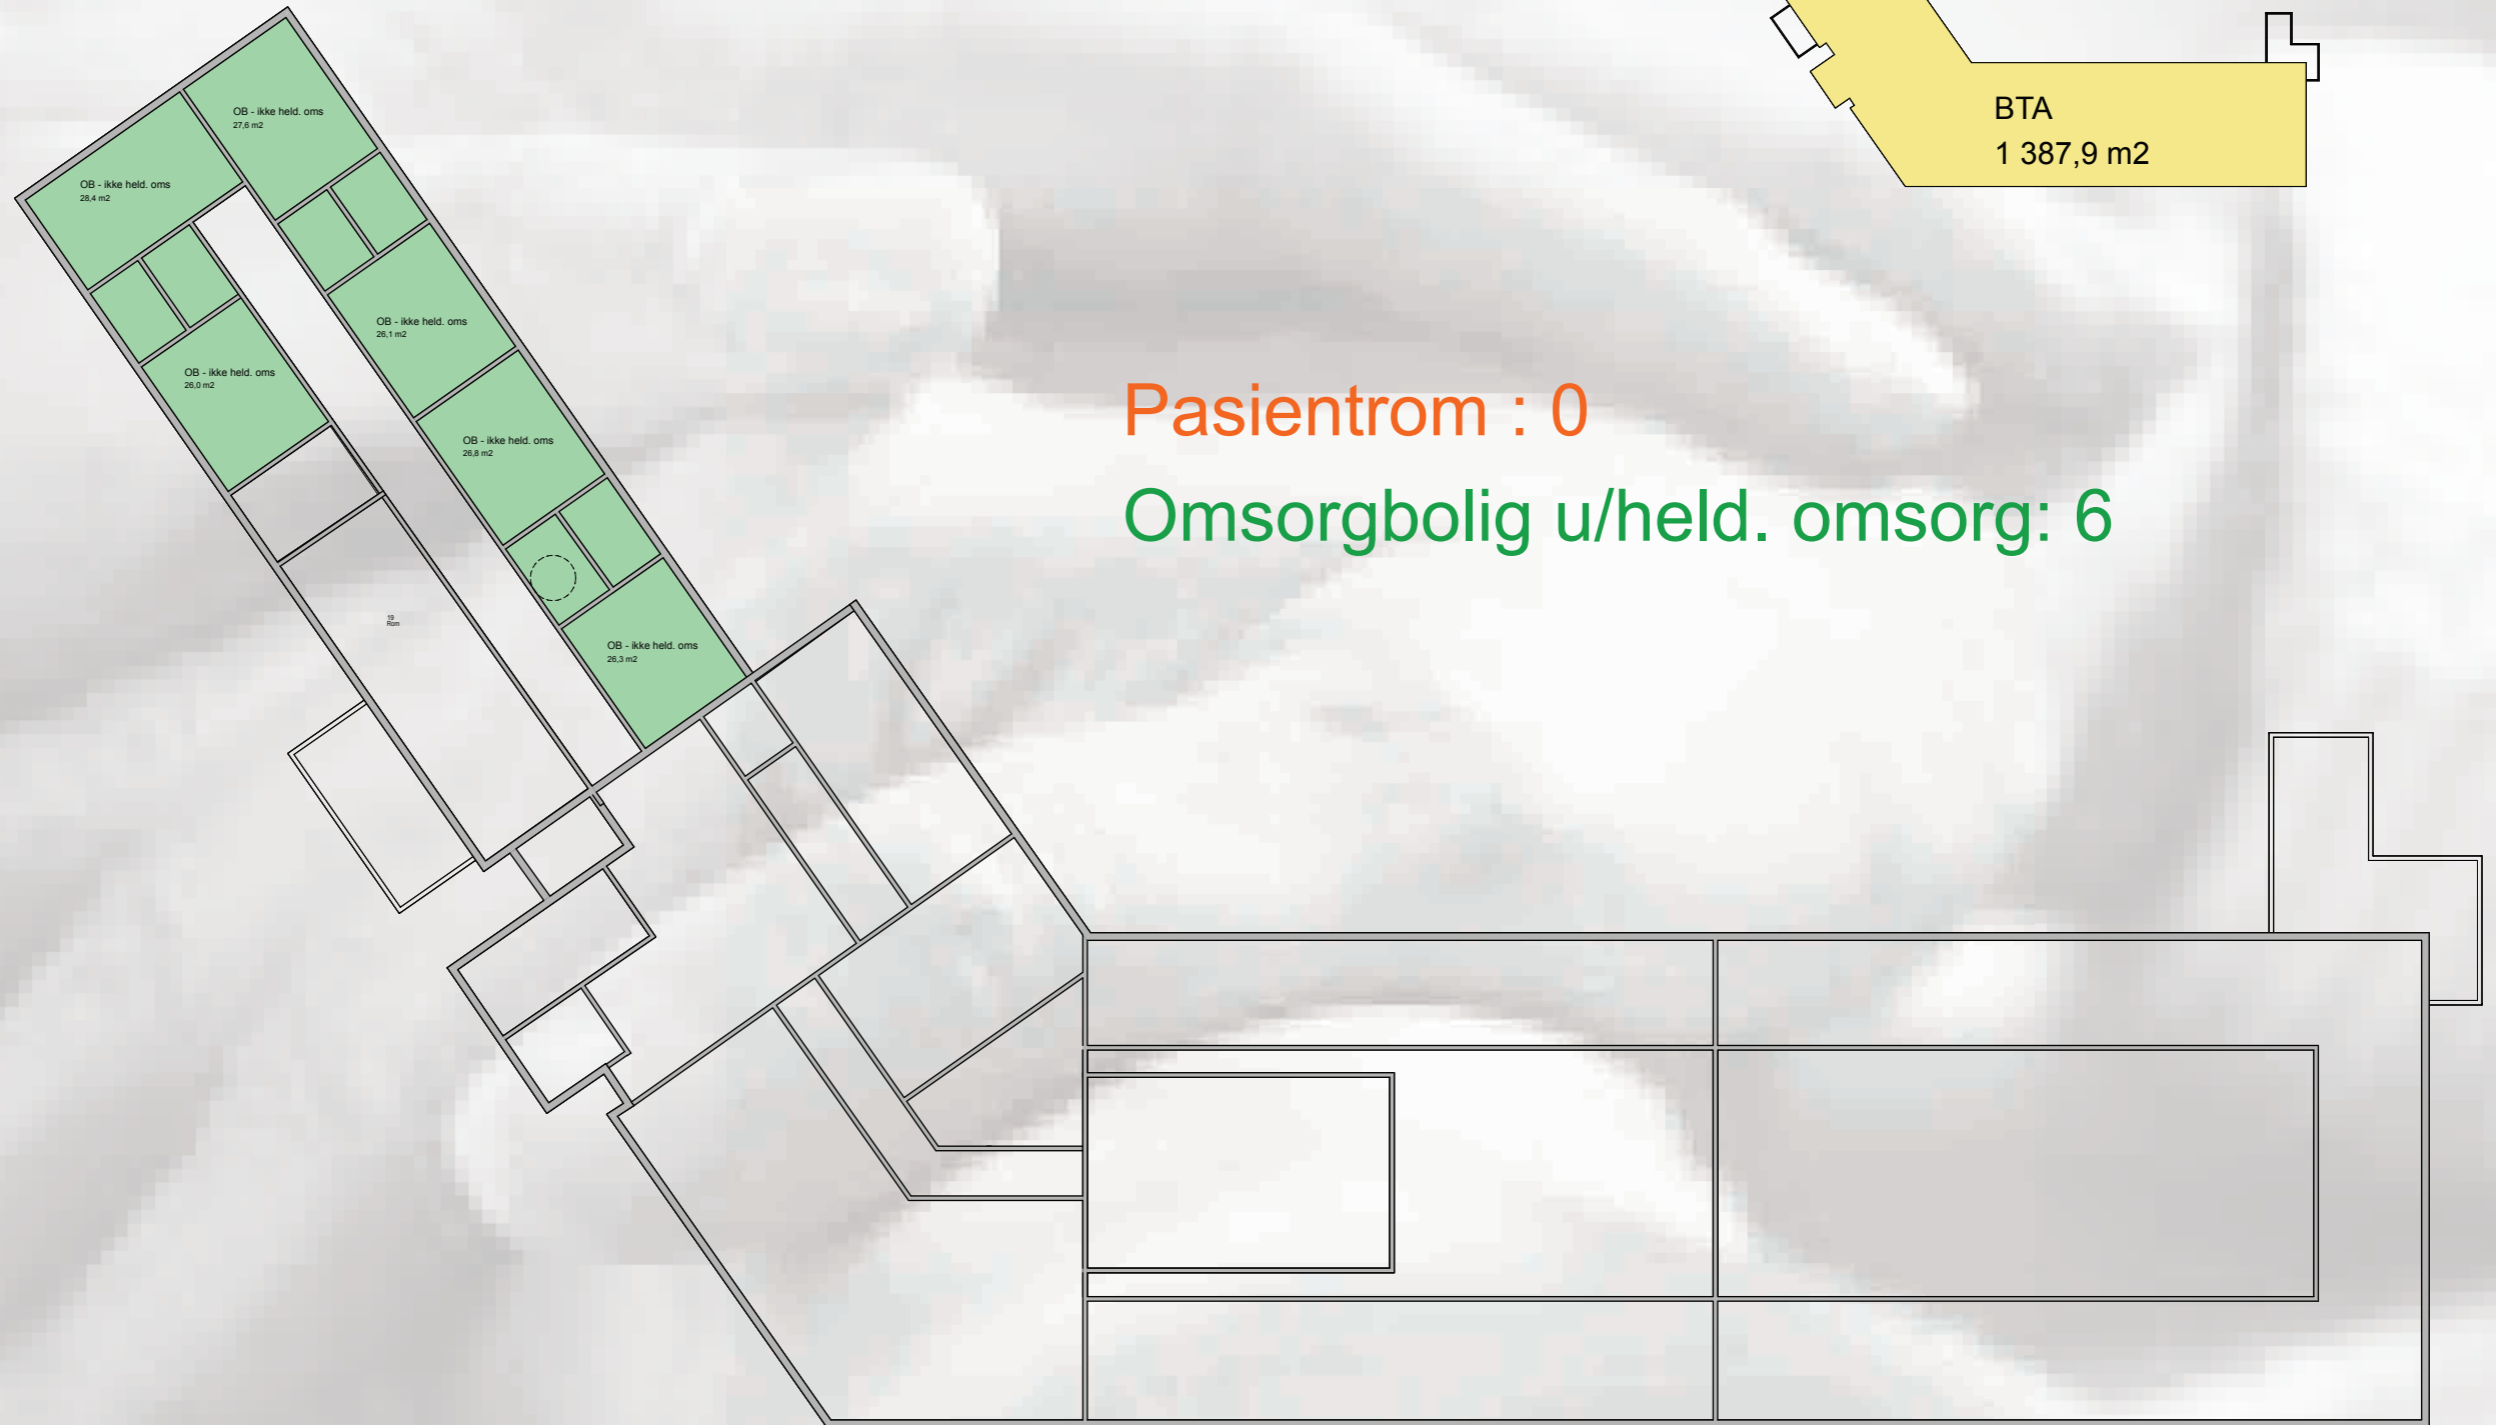 BTA
1 387,9 m2
OB - ikke held. oms
27,6 m2
OB - ikke held. oms
28,4 m2
OB - ikke held. oms
26,1 m2
OB - ikke held. oms
26,0 m2
OB - ikke held. oms
26,8 m2
Pasientrom : 0
Omsorgbolig u/held. omsorg: 6
19
Rom
OB - ikke held. oms
26,3 m2